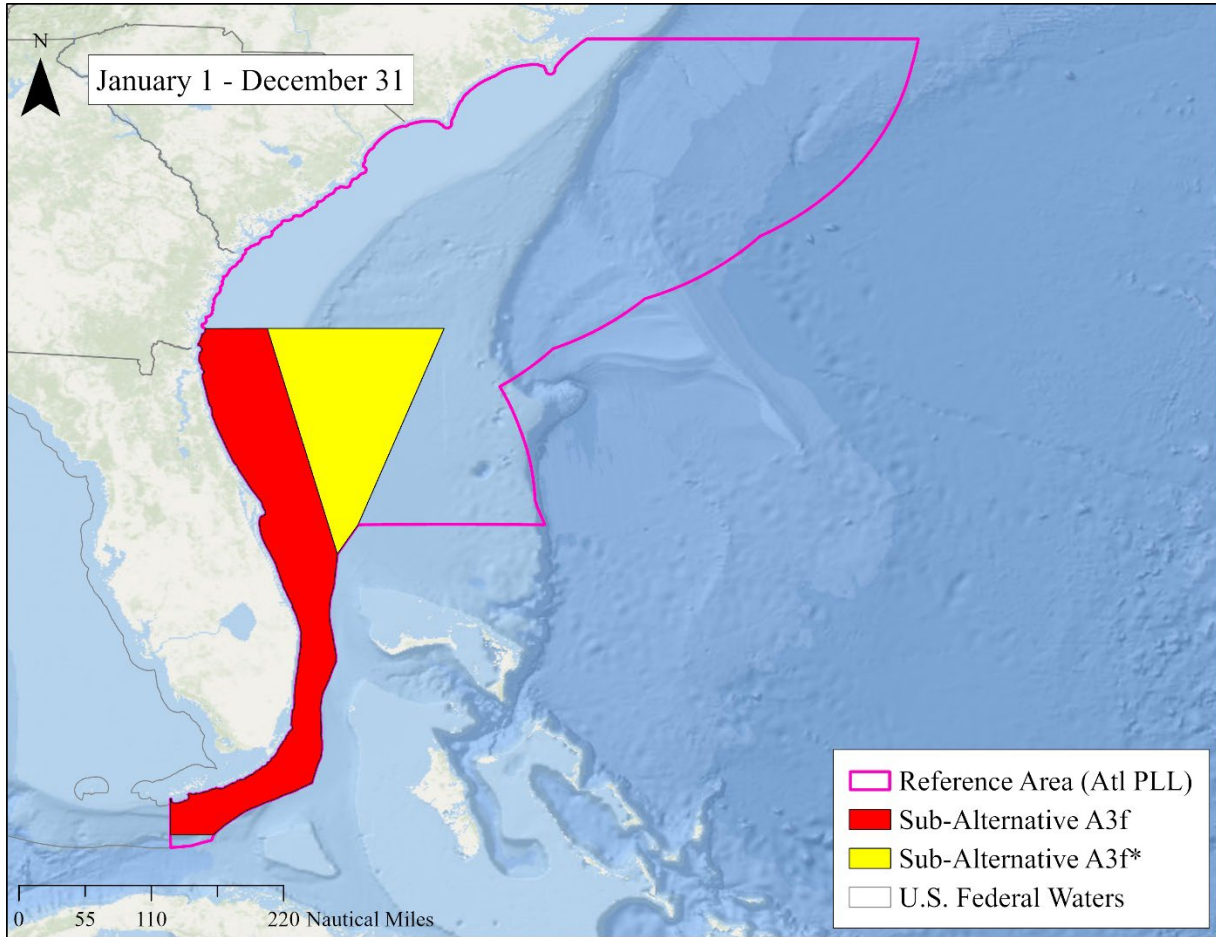 N
January 1 - December 31
Reference Area (Atl PLL)
Sub-Alternative A3f
Sub-Alternative A3f*
U.S. Federal Waters
0 55 110 220 Nautical Miles